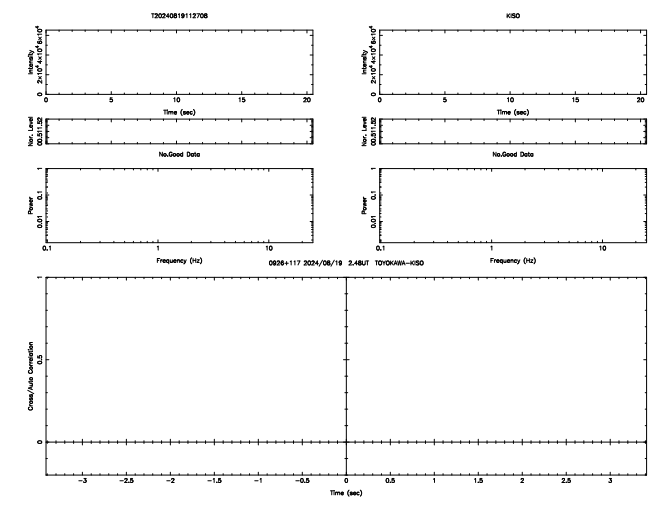 T20240819112708
KISO
Intensity
0 2×10⁴ 4×10⁴ 6×10⁴
0 5 10 15 20
Time (sec)
Intensity
0 2×10⁴ 4×10⁴ 6×10⁴
0 5 10 15 20
Time (sec)
Nor. Level
00.511.52
Nor. Level
00.511.52
No.Good Data
No.Good Data
Power
0.01 0.1 1
0.1 1 10
Frequency (Hz)
Power
0.01 0.1 1
0.1 1 10
Frequency (Hz)
0926+117 2024/08/19 2.48UT TOYOKAWA-KISO
Cross/Auto Correlation
0 0.5 1
-3 -2.5 -2 -1.5 -1 -0.5 0 0.5 1 1.5 2 2.5 3
Time (sec)